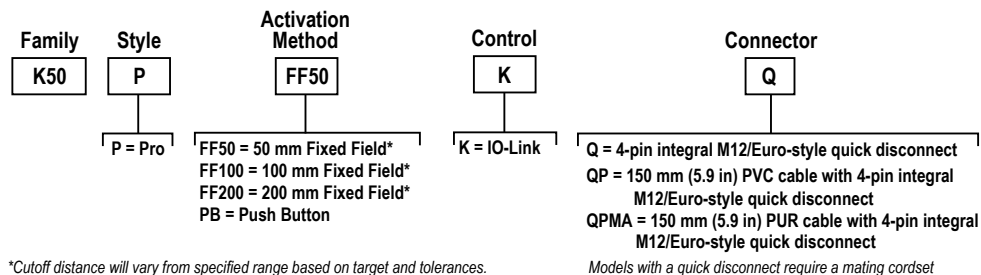 Family Style Activation Method Control Connector
K50 P FF50 K Q
P = Pro
FF50 = 50 mm Fixed Field*
FF100 = 100 mm Fixed Field*
FF200 = 200 mm Fixed Field*
PB = Push Button
K = IO-Link
Q = 4-pin integral M12/Euro-style quick disconnect
QP = 150 mm (5.9 in) PVC cable with 4-pin integral
M12/Euro-style quick disconnect
QPMA = 150 mm (5.9 in) PUR cable with 4-pin integral
M12/Euro-style quick disconnect
*Cutoff distance will vary from specified range based on target and tolerances.
Models with a quick disconnect require a mating cordset